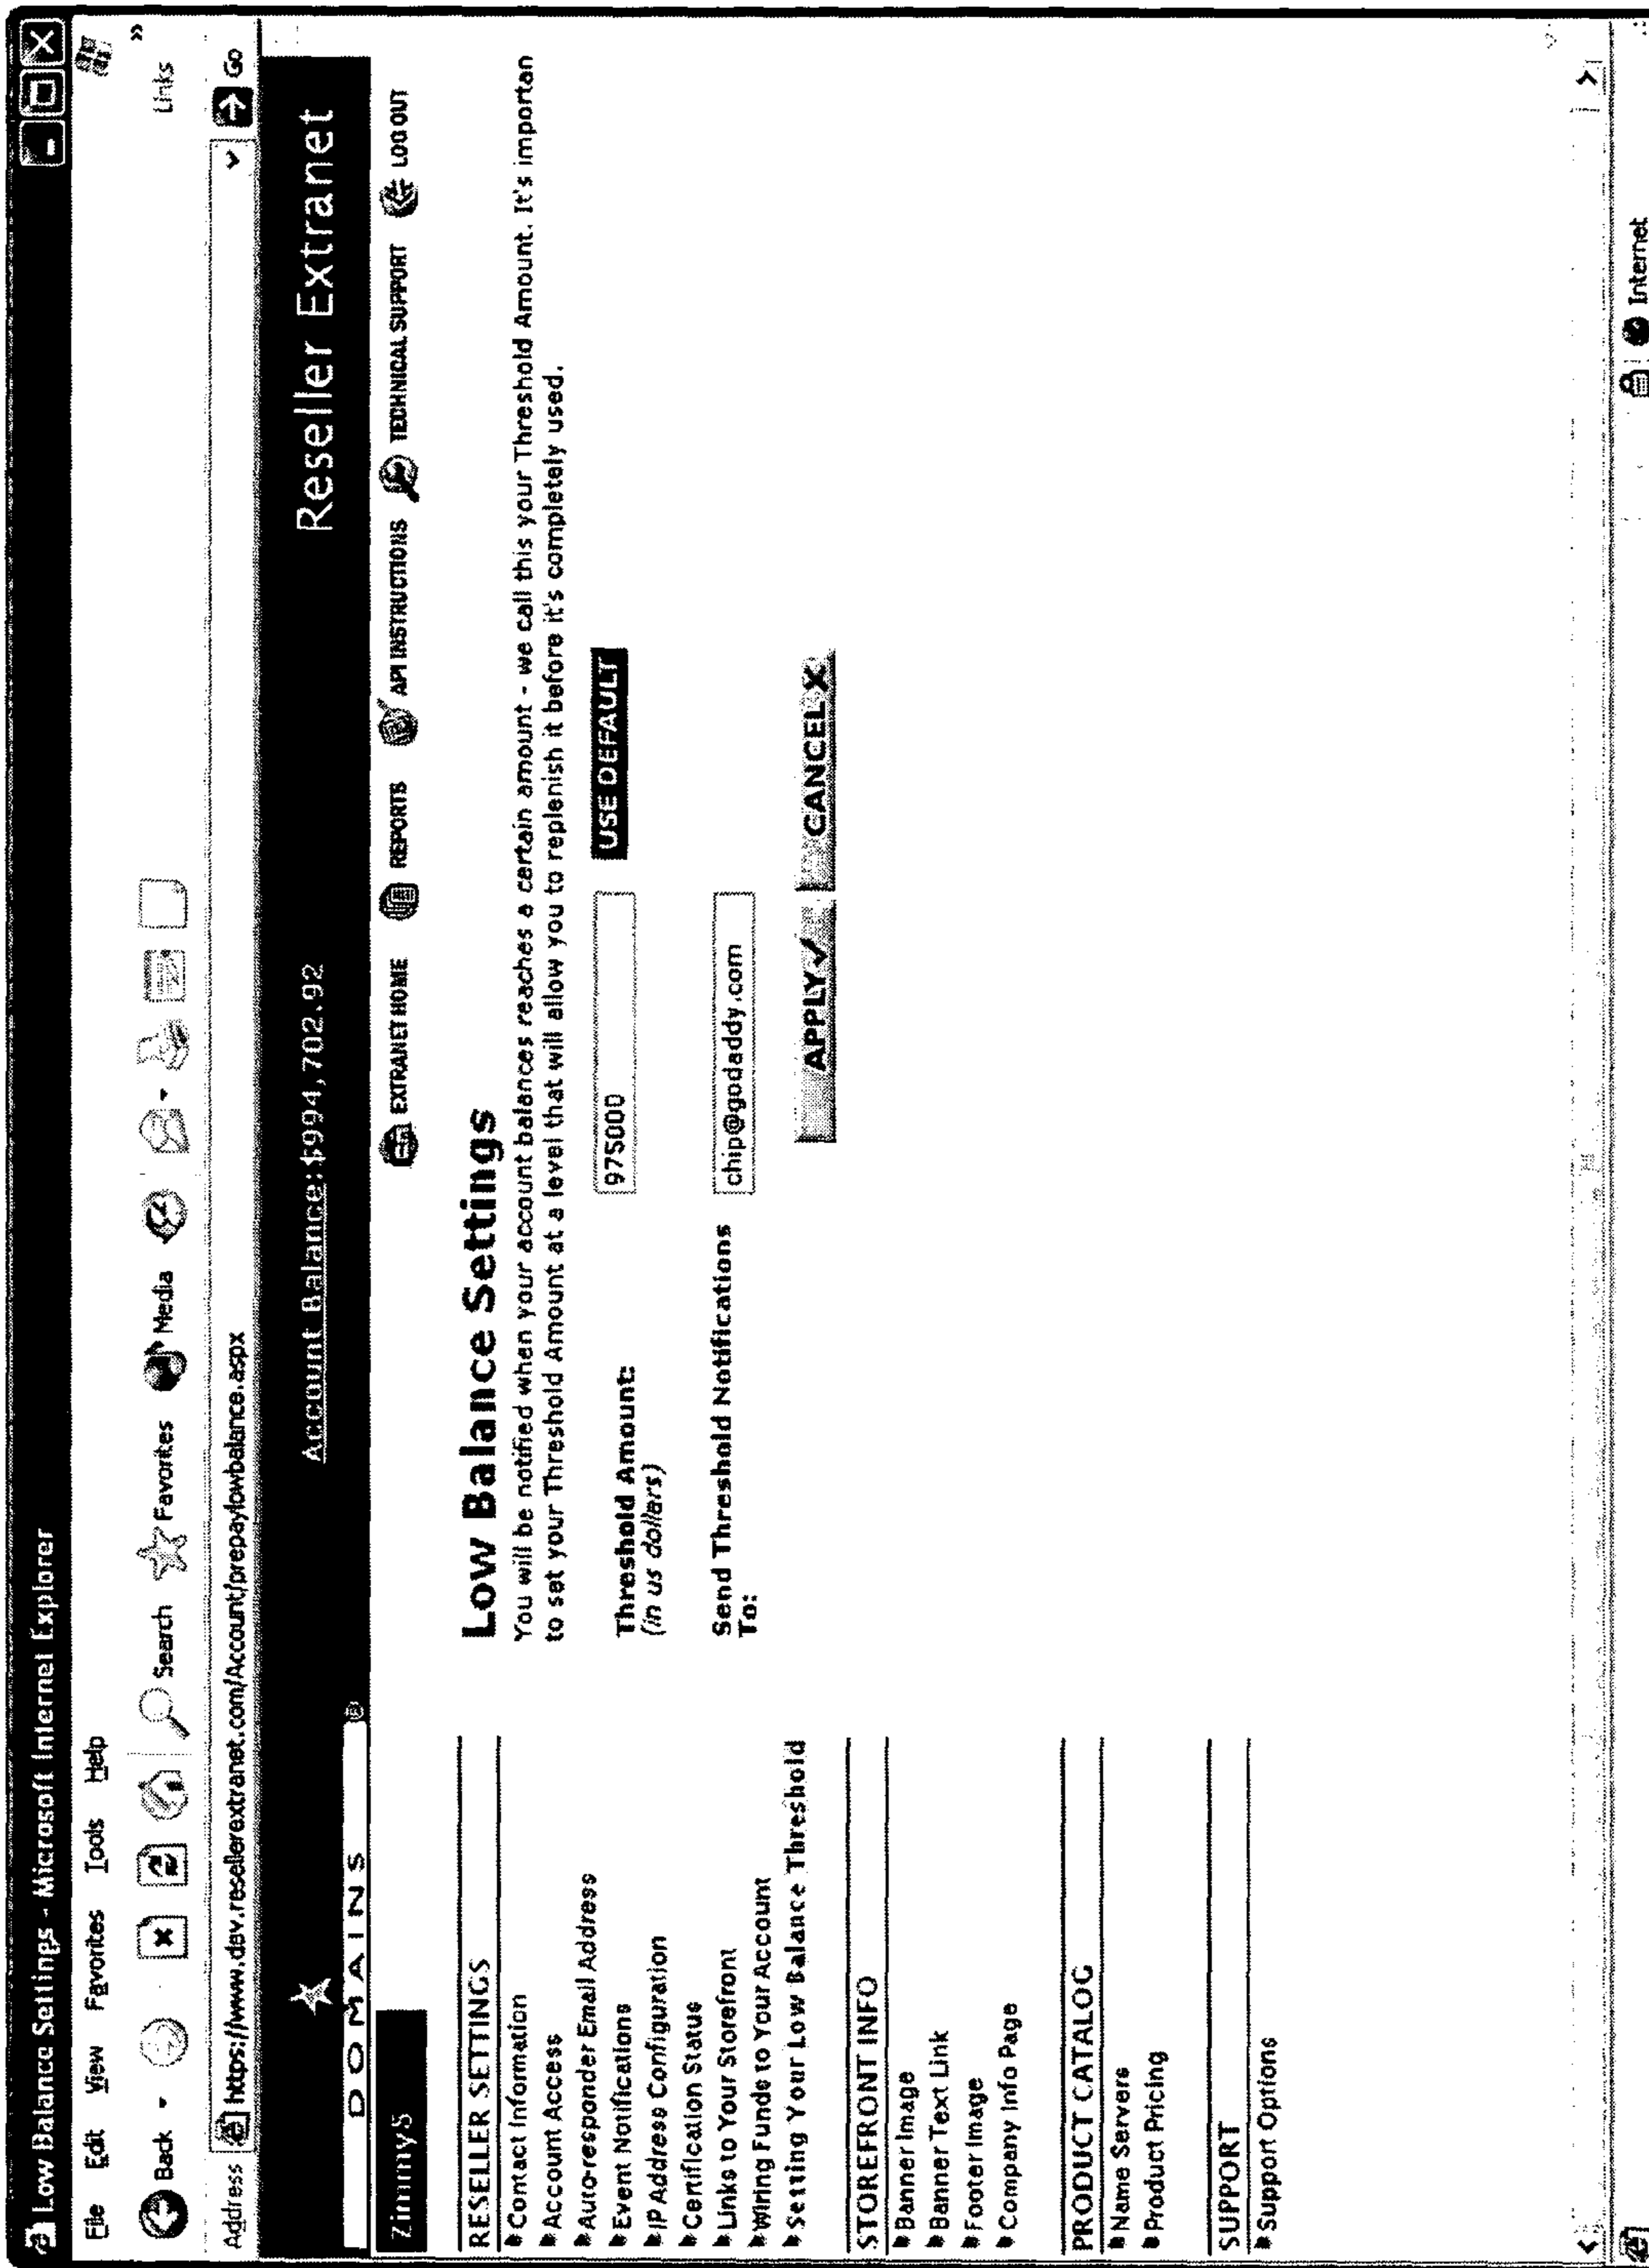 Low Balance Settings - Microsoft Internet Explorer
File Edit View Favorites Tools Help
Back Search Favorites Media Links »
Address https://www.dev.resellerextranet.com/Account/prepaylowbalance.aspx Go
DOMAINS ®
Account Balance:$994,702.92
Reseller Extranet
Zimmys
EXTRANET HOME REPORTS API INSTRUCTIONS TECHNICAL SUPPORT LOG OUT
RESELLER SETTINGS
Contact Information
Account Access
Auto-responder Email Address
Event Notifications
IP Address Configuration
Certification Status
Links to Your Storefront
Wiring Funds to Your Account
Setting Your Low Balance Threshold
STOREFRONT INFO
Banner Image
Banner Text Link
Footer Image
Company Info Page
PRODUCT CATALOG
Name Servers
Product Pricing
SUPPORT
Support Options
Low Balance Settings
You will be notified when your account balances reaches a certain amount - we call this your Threshold Amount. It's importan
to set your Threshold Amount at a level that will allow you to replenish it before it's completely used.
Threshold Amount: 975000 USE DEFAULT
(in us dollars)
Send Threshold Notifications chip@godaddy.com
To:
APPLY CANCEL
Internet